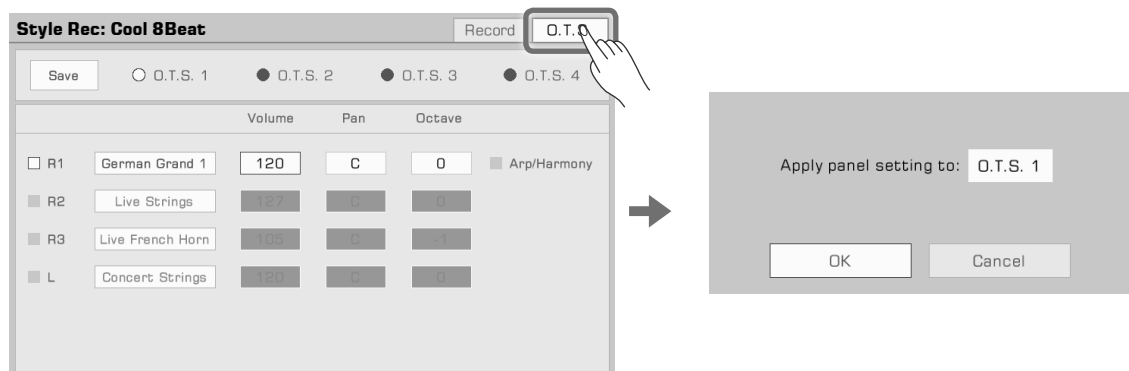 Style Rec: Cool 8Beat Record O.T.S
Save O.T.S. 1 O.T.S. 2 O.T.S. 3 O.T.S. 4
Volume Pan Octave
R1 German Grand 1 120 C 0 Arp/Harmony
R2 Live Strings 127 C 0
R3 Live French Horn 105 C -1
L Concert Strings 120 C 0
Apply panel setting to: O.T.S. 1
OK Cancel